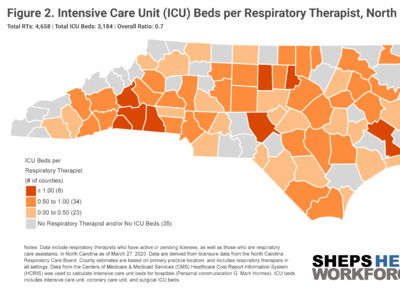 Figure 2. Intensive Care Unit (ICU) Beds per Respiratory Therapist, North
Total RTs: 4,658 | Total ICU Beds: 3,184 | Overall Ratio: 0.7
ICU Beds per
Respiratory Therapist
(# of counties)
≥ 1.00 (8)
0.50 to 1.00 (34)
0.00 to 0.50 (23)
No Respiratory Therapist and/or No ICU Beds (35)
Notes: Data include respiratory therapists who have active or pending licenses, as well as those who are respiratory
care assistants, in North Carolina as of March 27, 2020. Data are derived from licensure data from the North Carolina
Respiratory Care Board. County estimates are based on primary practice location, and includes respiratory therapists in
all settings. Data from the Centers of Medicare & Medicaid Services (CMS) Healthcare Cost Report Information System
(HCRIS) was used to calculate intensive care unit beds for hospitals (Personal communication G. Mark Holmes). ICU beds
includes intensive care unit, coronary care unit, and surgical ICU beds.
SHEPS HE
WORKFOR